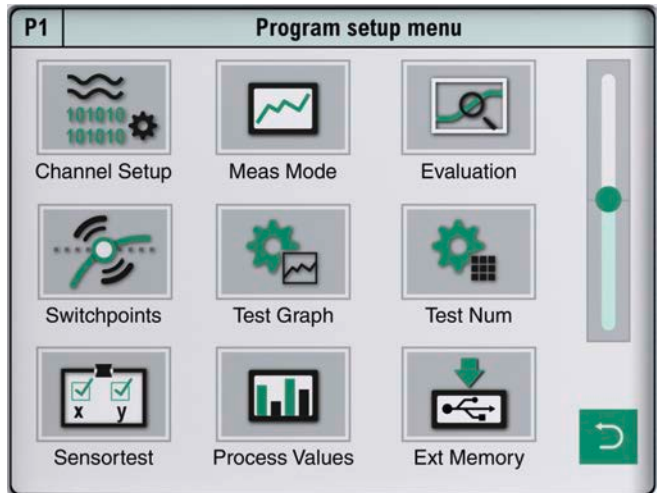 P1 Program setup menu
101010
101010
Channel Setup Meas Mode Evaluation
Switchpoints Test Graph Test Num
x y
Sensortest Process Values Ext Memory